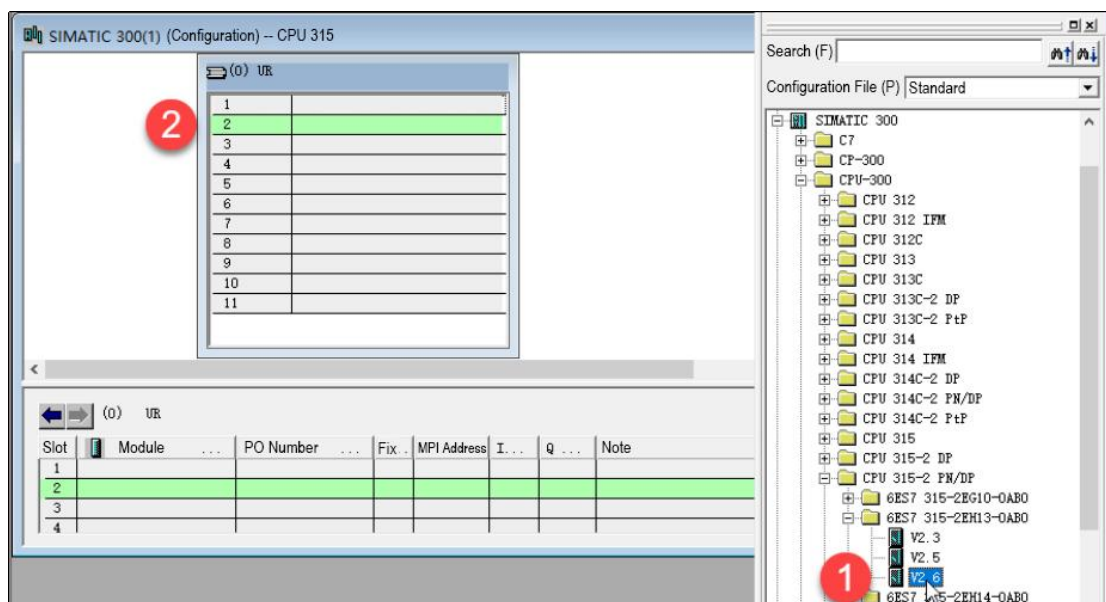 SIMATIC 300(1) (Configuration) -- CPU 315
(0) UR
1
2
3
4
5
6
7
8
9
10
11
2
(0) UR
Slot Module ... PO Number ... Fix.. MPI Address I... Q ... Note
1
2
3
4
Search (F)
Configuration File (P) Standard
SIMATIC 300
C7
CP-300
CPU-300
CPU 312
CPU 312 IFM
CPU 312C
CPU 313
CPU 313C
CPU 313C-2 DP
CPU 313C-2 PtP
CPU 314
CPU 314 IFM
CPU 314C-2 DP
CPU 314C-2 PN/DP
CPU 314C-2 PtP
CPU 315
CPU 315-2 DP
CPU 315-2 PN/DP
6ES7 315-2EG10-0AB0
6ES7 315-2EH13-0AB0
V2.3
V2.5
V2.6
1
6ES7 315-2EH14-0AB0